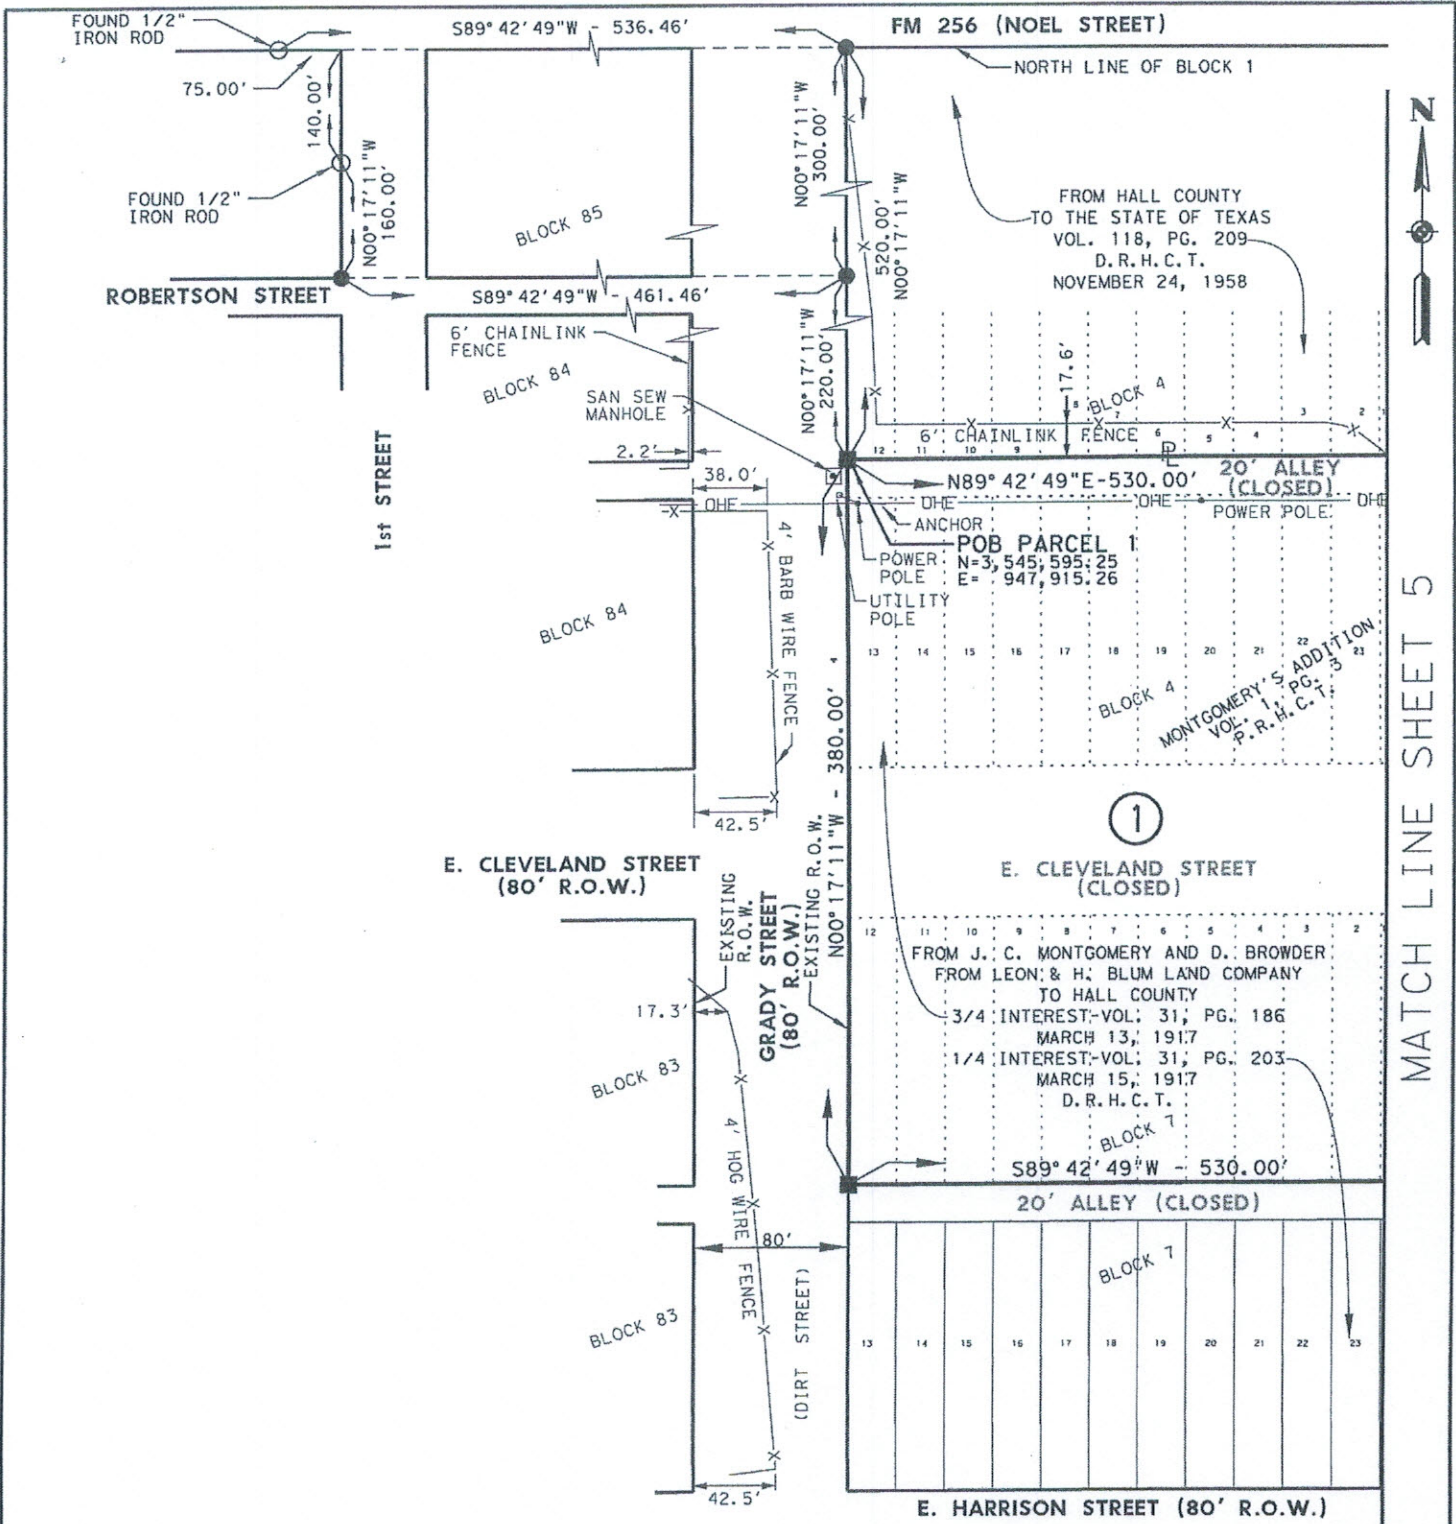 FOUND 1/2"
IRON ROD
S89°42'49"W - 536.46'
FM 256 (NOEL STREET)
NORTH LINE OF BLOCK 1
75.00'
140.00'
N00°17'11"W
300.00'
N
FOUND 1/2"
IRON ROD
N00°17'11"W
160.00'
BLOCK 85
520.00'
N00°17'11"W
FROM HALL COUNTY
TO THE STATE OF TEXAS
VOL. 118, PG. 209
D.R.H.C.T.
NOVEMBER 24, 1958
ROBERTSON STREET
S89°42'49"W - 461.46'
6' CHAINLINK
FENCE
BLOCK 84
N00°17'11"W
220.00'
17.6'
BLOCK 4
SAN SEW
MANHOLE
6' CHAINLINK FENCE
12 11 10 9 8 7 6 5 4 3 2 1
1st STREET
2.2'
38.0'
PL
N89°42'49"E-530.00'
20' ALLEY
(CLOSED)
OHE
OHE
OHE
OHE
ANCHOR
POWER POLE
POB PARCEL 1
N=3,545,595.25
E= 947,915.26
POWER
POLE
UTILITY
POLE
4' BARB WIRE FENCE
BLOCK 84
13 14 15 16 17 18 19 20 21 22 23
BLOCK 4
MONTGOMERY'S ADDITION
VOL. 1, PG. 3
P.R.H.C.T.
MATCH LINE SHEET 5
N00°17'11"W - 380.00'
42.5'
1
E. CLEVELAND STREET
(80' R.O.W.)
E. CLEVELAND STREET
(CLOSED)
EXISTING
R.O.W.
GRADY STREET
(80' R.O.W.)
EXISTING R.O.W.
12 11 10 9 8 7 6 5 4 3 2
FROM J. C. MONTGOMERY AND D. BROWDER
FROM LEON & H. BLUM LAND COMPANY
TO HALL COUNTY
3/4 INTEREST-VOL. 31, PG. 186
MARCH 13, 1917
1/4 INTEREST-VOL. 31, PG. 203
MARCH 15, 1917
D.R.H.C.T.
17.3'
BLOCK 83
4' HOG WIRE FENCE
BLOCK 7
S89°42'49"W - 530.00'
20' ALLEY (CLOSED)
80'
BLOCK 7
BLOCK 83
(DIRT STREET)
13 14 15 16 17 18 19 20 21 22 23
42.5'
E. HARRISON STREET (80' R.O.W.)